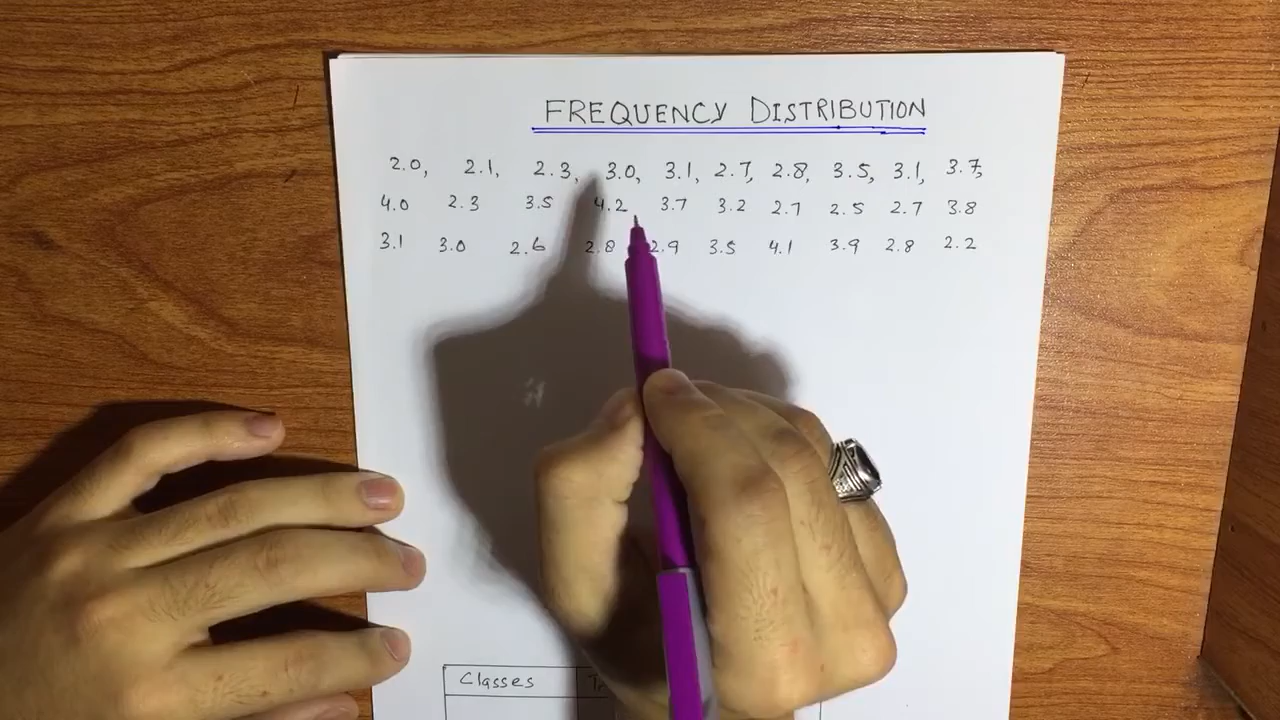 FREQUENCY DISTRIBUTION
2.0, 2.1, 2.3, 3.0, 3.1, 2.7, 2.8, 3.5, 3.1, 3.7,
4.0 2.3 3.5 4.2 3.7 3.2 2.7 2.5 2.7 3.8
3.1 3.0 2.6 2.8 2.9 3.5 4.1 3.9 2.8 2.2
Classes